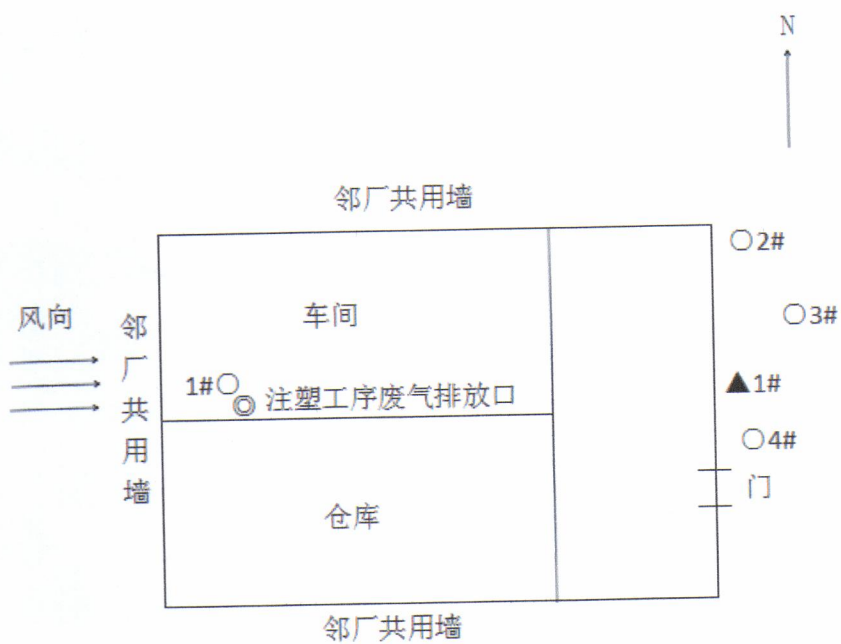 N
邻厂共用墙
○2#
风向
邻厂共用墙
车间
○3#
1#○
◎ 注塑工序废气排放口
▲1#
○4#
门
仓库
邻厂共用墙